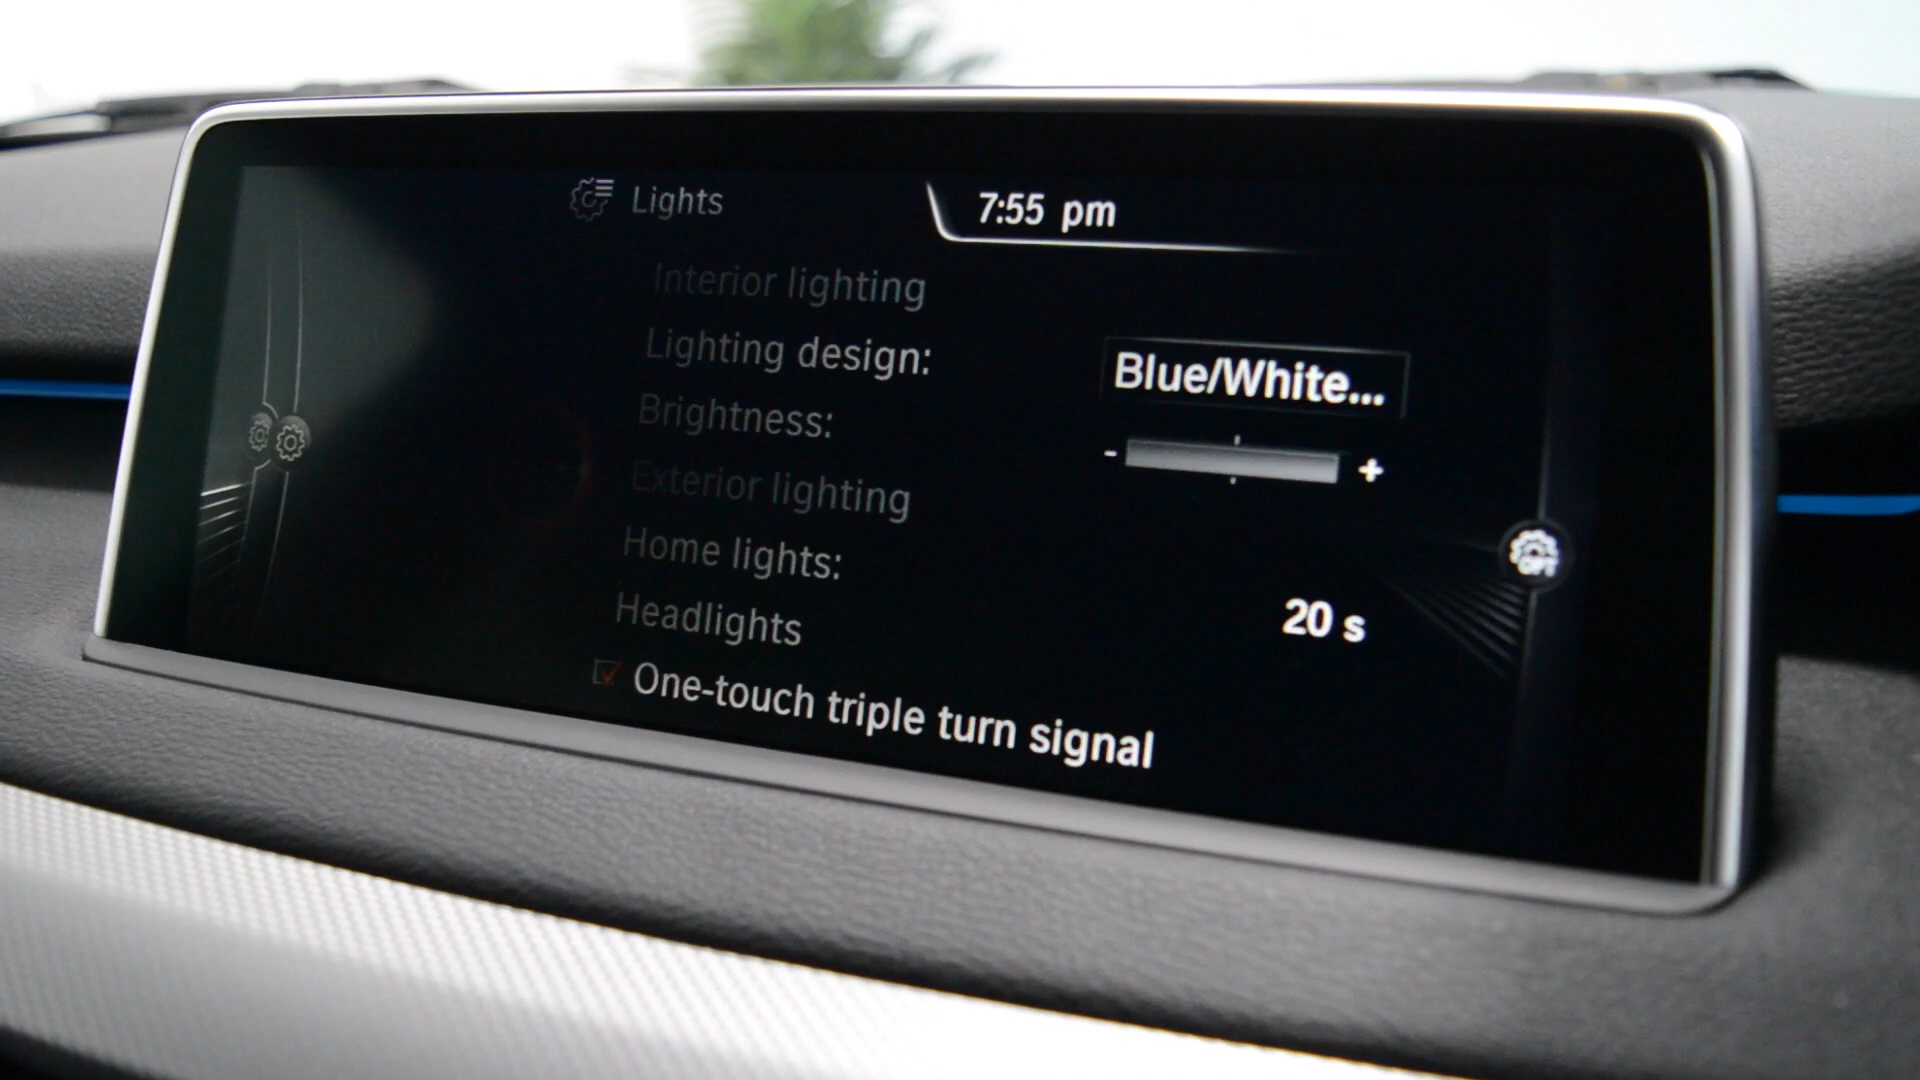 Lights
7:55 pm
Interior lighting
Lighting design: Blue/White...
Brightness: - +
Exterior lighting
Home lights: 20 s
Headlights
One-touch triple turn signal
OPT